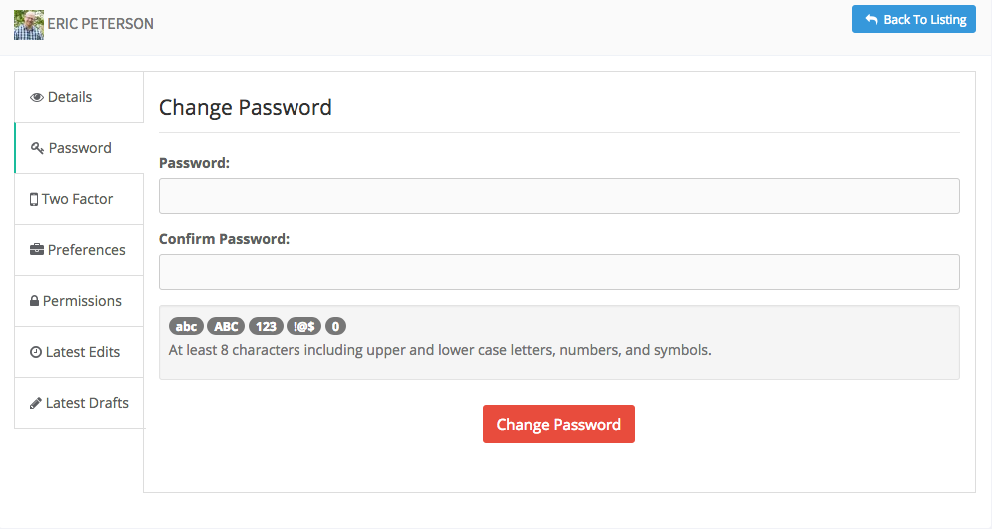 ERIC PETERSON
Back To Listing
Details
Password
Two Factor
Preferences
Permissions
Latest Edits
Latest Drafts
Change Password
Password:
Confirm Password:
abc ABC 123 !@$ 0
At least 8 characters including upper and lower case letters, numbers, and symbols.
Change Password